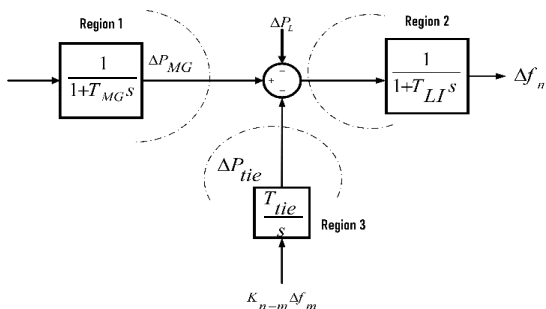 Region 1
ΔP_L
Region 2
1
1+T_MG s
ΔP_MG
+
−
−
1
1+T_LI s
Δf_n
ΔP_tie
T_tie
s
Region 3
K_n−m Δf_m